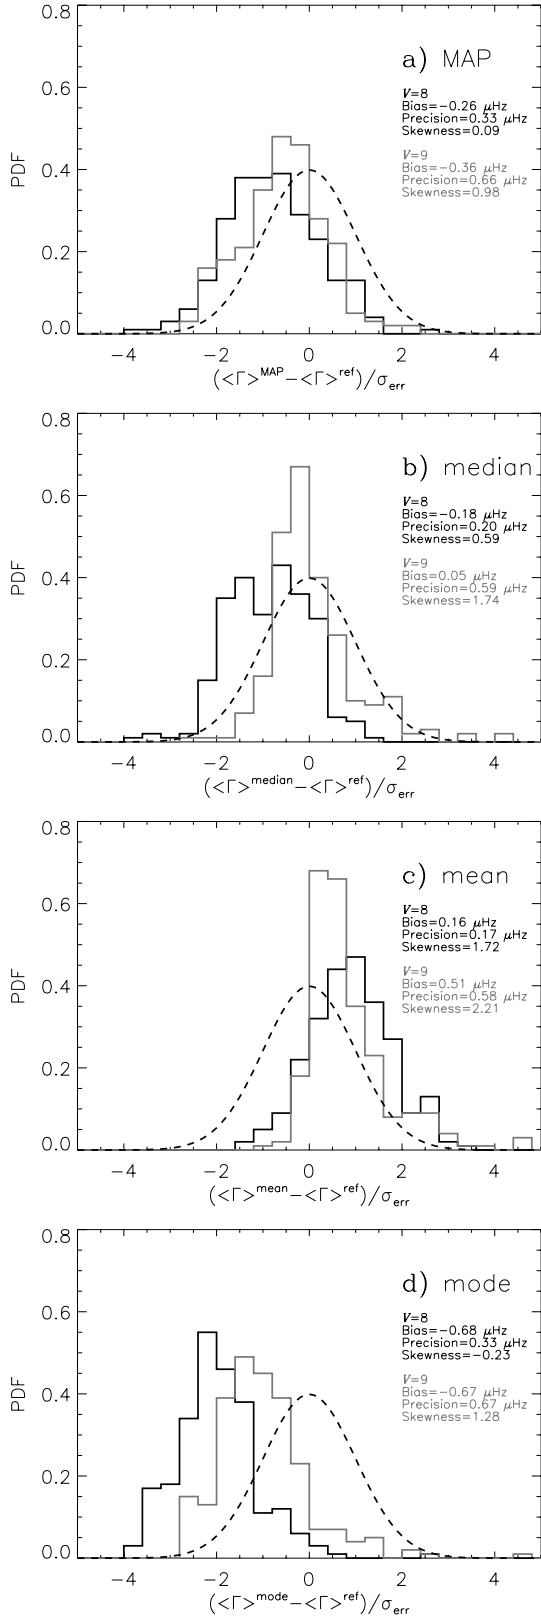 0.8
a) MAP
V=8
Bias=−0.26 μHz
Precision=0.33 μHz
Skewness=0.09
V=9
Bias=−0.36 μHz
Precision=0.66 μHz
Skewness=0.98
0.6
PDF
0.4
0.2
0.0
−4 −2 0 2 4
(<Γ>^MAP−<Γ>^ref)/σ_err
0.8
b) median
V=8
Bias=−0.18 μHz
Precision=0.20 μHz
Skewness=0.59
V=9
Bias=0.05 μHz
Precision=0.59 μHz
Skewness=1.74
0.6
PDF
0.4
0.2
0.0
−4 −2 0 2 4
(<Γ>^median−<Γ>^ref)/σ_err
0.8
c) mean
V=8
Bias=0.16 μHz
Precision=0.17 μHz
Skewness=1.72
V=9
Bias=0.51 μHz
Precision=0.58 μHz
Skewness=2.21
0.6
PDF
0.4
0.2
0.0
−4 −2 0 2 4
(<Γ>^mean−<Γ>^ref)/σ_err
0.8
d) mode
V=8
Bias=−0.68 μHz
Precision=0.33 μHz
Skewness=−0.23
V=9
Bias=−0.67 μHz
Precision=0.67 μHz
Skewness=1.28
0.6
PDF
0.4
0.2
0.0
−4 −2 0 2 4
(<Γ>^mode−<Γ>^ref)/σ_err